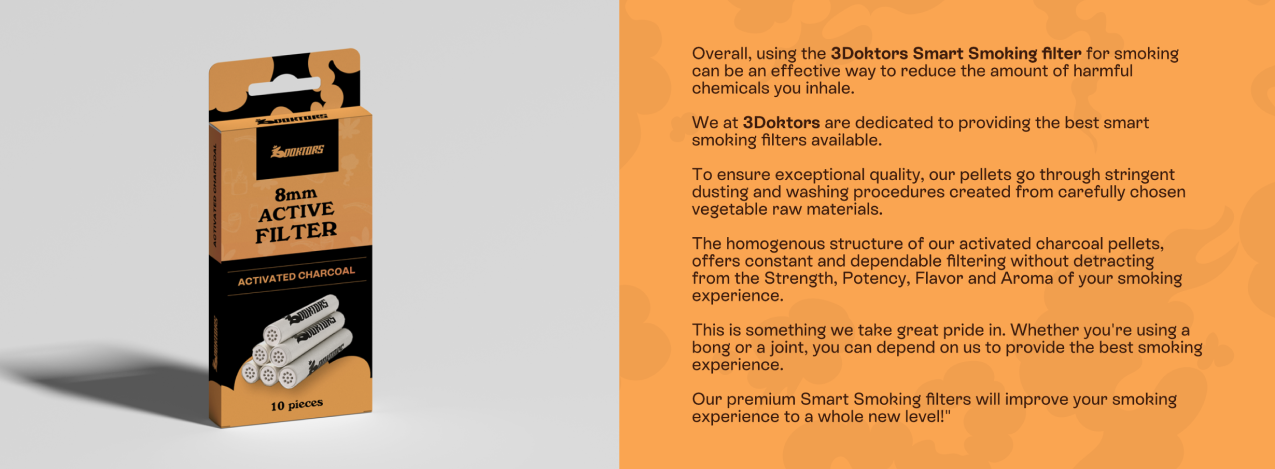 3DOKTORS
3DOKTORS
8mm
ACTIVE
FILTER
ACTIVATED CHARCOAL
ACTIVATED CHARCOAL
3DOKTORS
3DOKTORS
3DOKTORS
3DOKTORS
10 pieces
Overall, using the 3Doktors Smart Smoking filter for smoking
can be an effective way to reduce the amount of harmful
chemicals you inhale.
We at 3Doktors are dedicated to providing the best smart
smoking filters available.
To ensure exceptional quality, our pellets go through stringent
dusting and washing procedures created from carefully chosen
vegetable raw materials.
The homogenous structure of our activated charcoal pellets,
offers constant and dependable filtering without detracting
from the Strength, Potency, Flavor and Aroma of your smoking
experience.
This is something we take great pride in. Whether you're using a
bong or a joint, you can depend on us to provide the best smoking
experience.
Our premium Smart Smoking filters will improve your smoking
experience to a whole new level!"